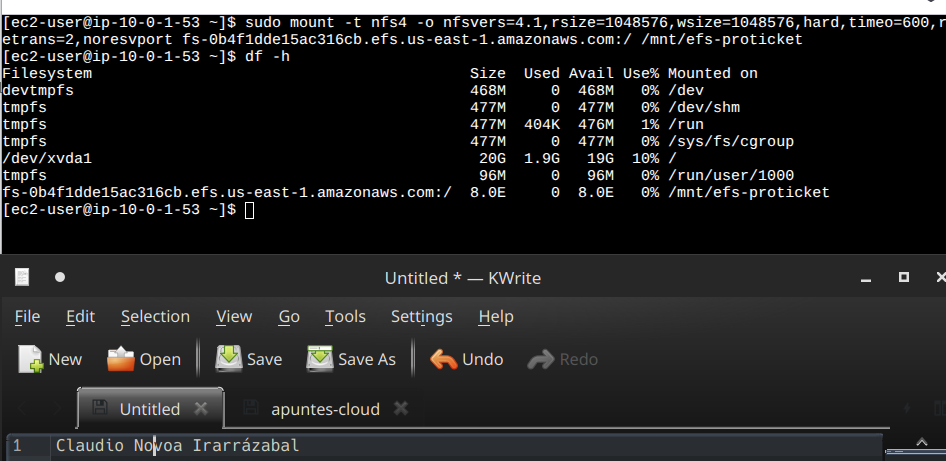 [ec2-user@ip-10-0-1-53 ~]$ sudo mount -t nfs4 -o nfsvers=4.1,rsize=1048576,wsize=1048576,hard,timeo=600,r
etrans=2,noresvport fs-0b4f1dde15ac316cb.efs.us-east-1.amazonaws.com:/ /mnt/efs-proticket
[ec2-user@ip-10-0-1-53 ~]$ df -h
Filesystem                                          Size  Used Avail Use% Mounted on
devtmpfs                                            468M     0  468M   0% /dev
tmpfs                                               477M     0  477M   0% /dev/shm
tmpfs                                               477M  404K  476M   1% /run
tmpfs                                               477M     0  477M   0% /sys/fs/cgroup
/dev/xvda1                                           20G  1.9G   19G  10% /
tmpfs                                                96M     0   96M   0% /run/user/1000
fs-0b4f1dde15ac316cb.efs.us-east-1.amazonaws.com:/  8.0E     0  8.0E   0% /mnt/efs-proticket
[ec2-user@ip-10-0-1-53 ~]$
Untitled * — KWrite
File Edit Selection View Go Tools Settings Help
New Open Save Save As Undo Redo
Untitled apuntes-cloud
1 Claudio Novoa Irarrázabal